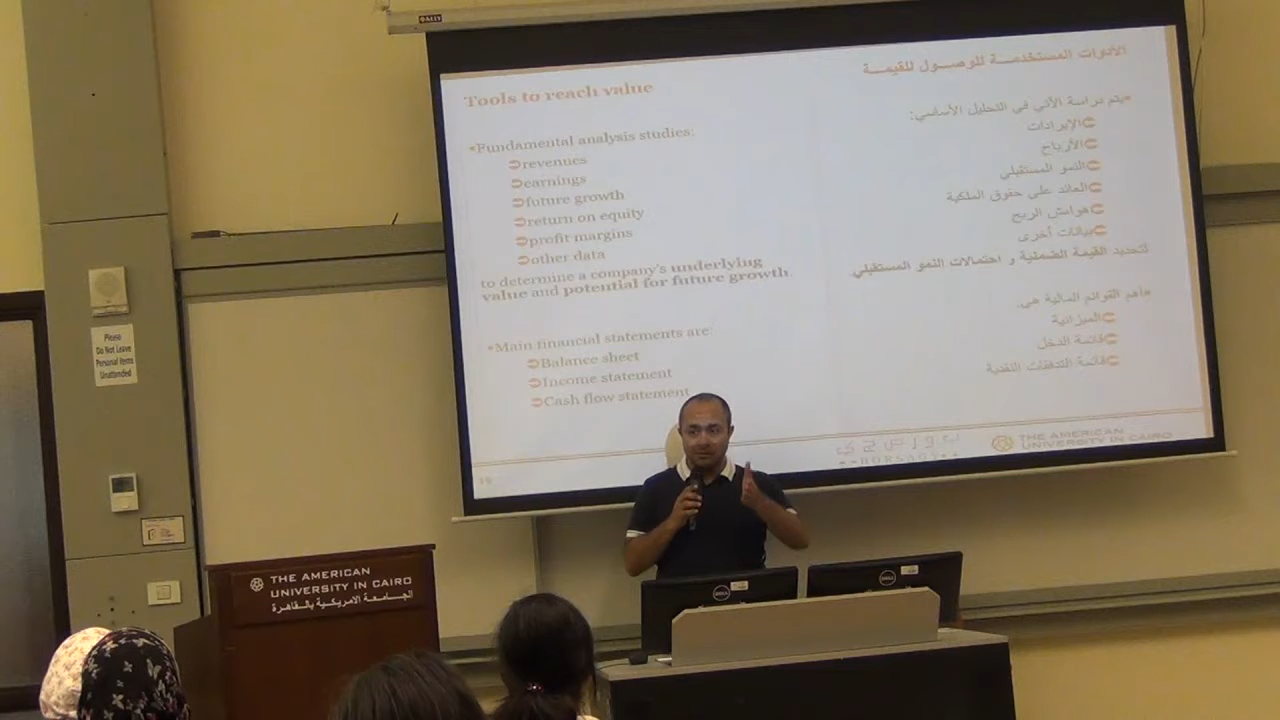 DALITE
Tools to reach value
•Fundamental analysis studies:
➲revenues
➲earnings
➲future growth
➲return on equity
➲profit margins
➲other data
to determine a company's underlying
value and potential for future growth.
•Main financial statements are:
➲Balance sheet
➲Income statement
➲Cash flow statement
الأدوات المستخدمة للوصول للقيمة
•يتم دراسة الآتي في التحليل الأساسي:
➲الإيرادات
➲الأرباح
➲النمو المستقبلي
➲العائد على حقوق الملكية
➲هوامش الربح
➲بيانات أخرى
لتحديد القيمة الضمنية و احتمالات النمو المستقبلي.
•أهم القوائم المالية هي:
➲الميزانية
➲قائمة الدخل
➲قائمة التدفقات النقدية
THE AMERICAN
UNIVERSITY IN CAIRO
Please
Do Not Leave
Personal Items
Unattended
THE AMERICAN
UNIVERSITY IN CAIRO
الجامعة الامريكية بالقاهرة
DELL
DELL